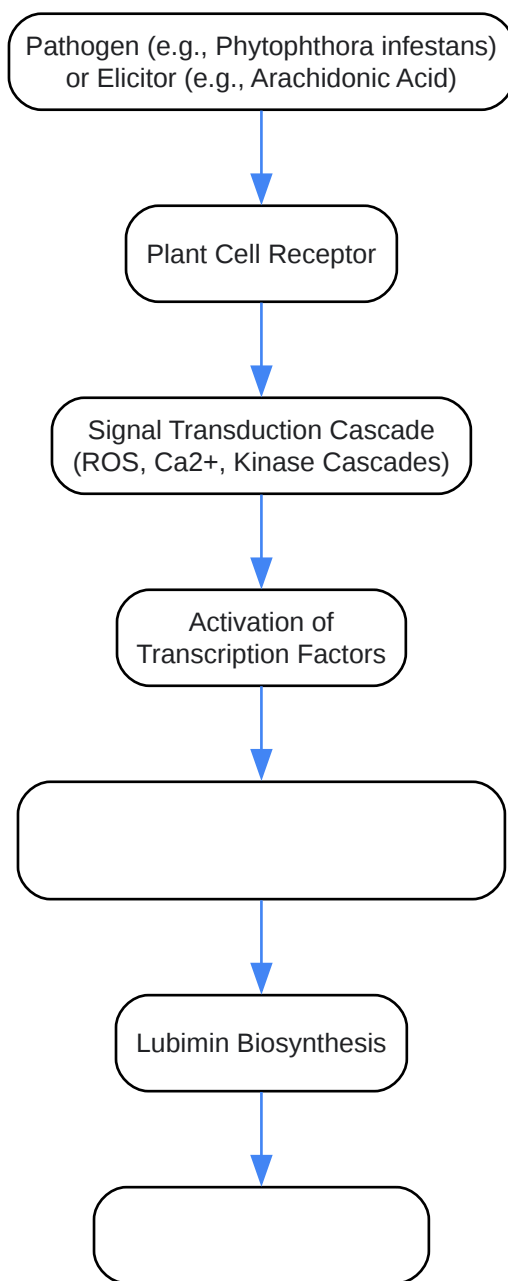 Pathogen (e.g., Phytophthora infestans)
or Elicitor (e.g., Arachidonic Acid)
Plant Cell Receptor
Signal Transduction Cascade
(ROS, Ca2+, Kinase Cascades)
Activation of
Transcription Factors
Lubimin Biosynthesis